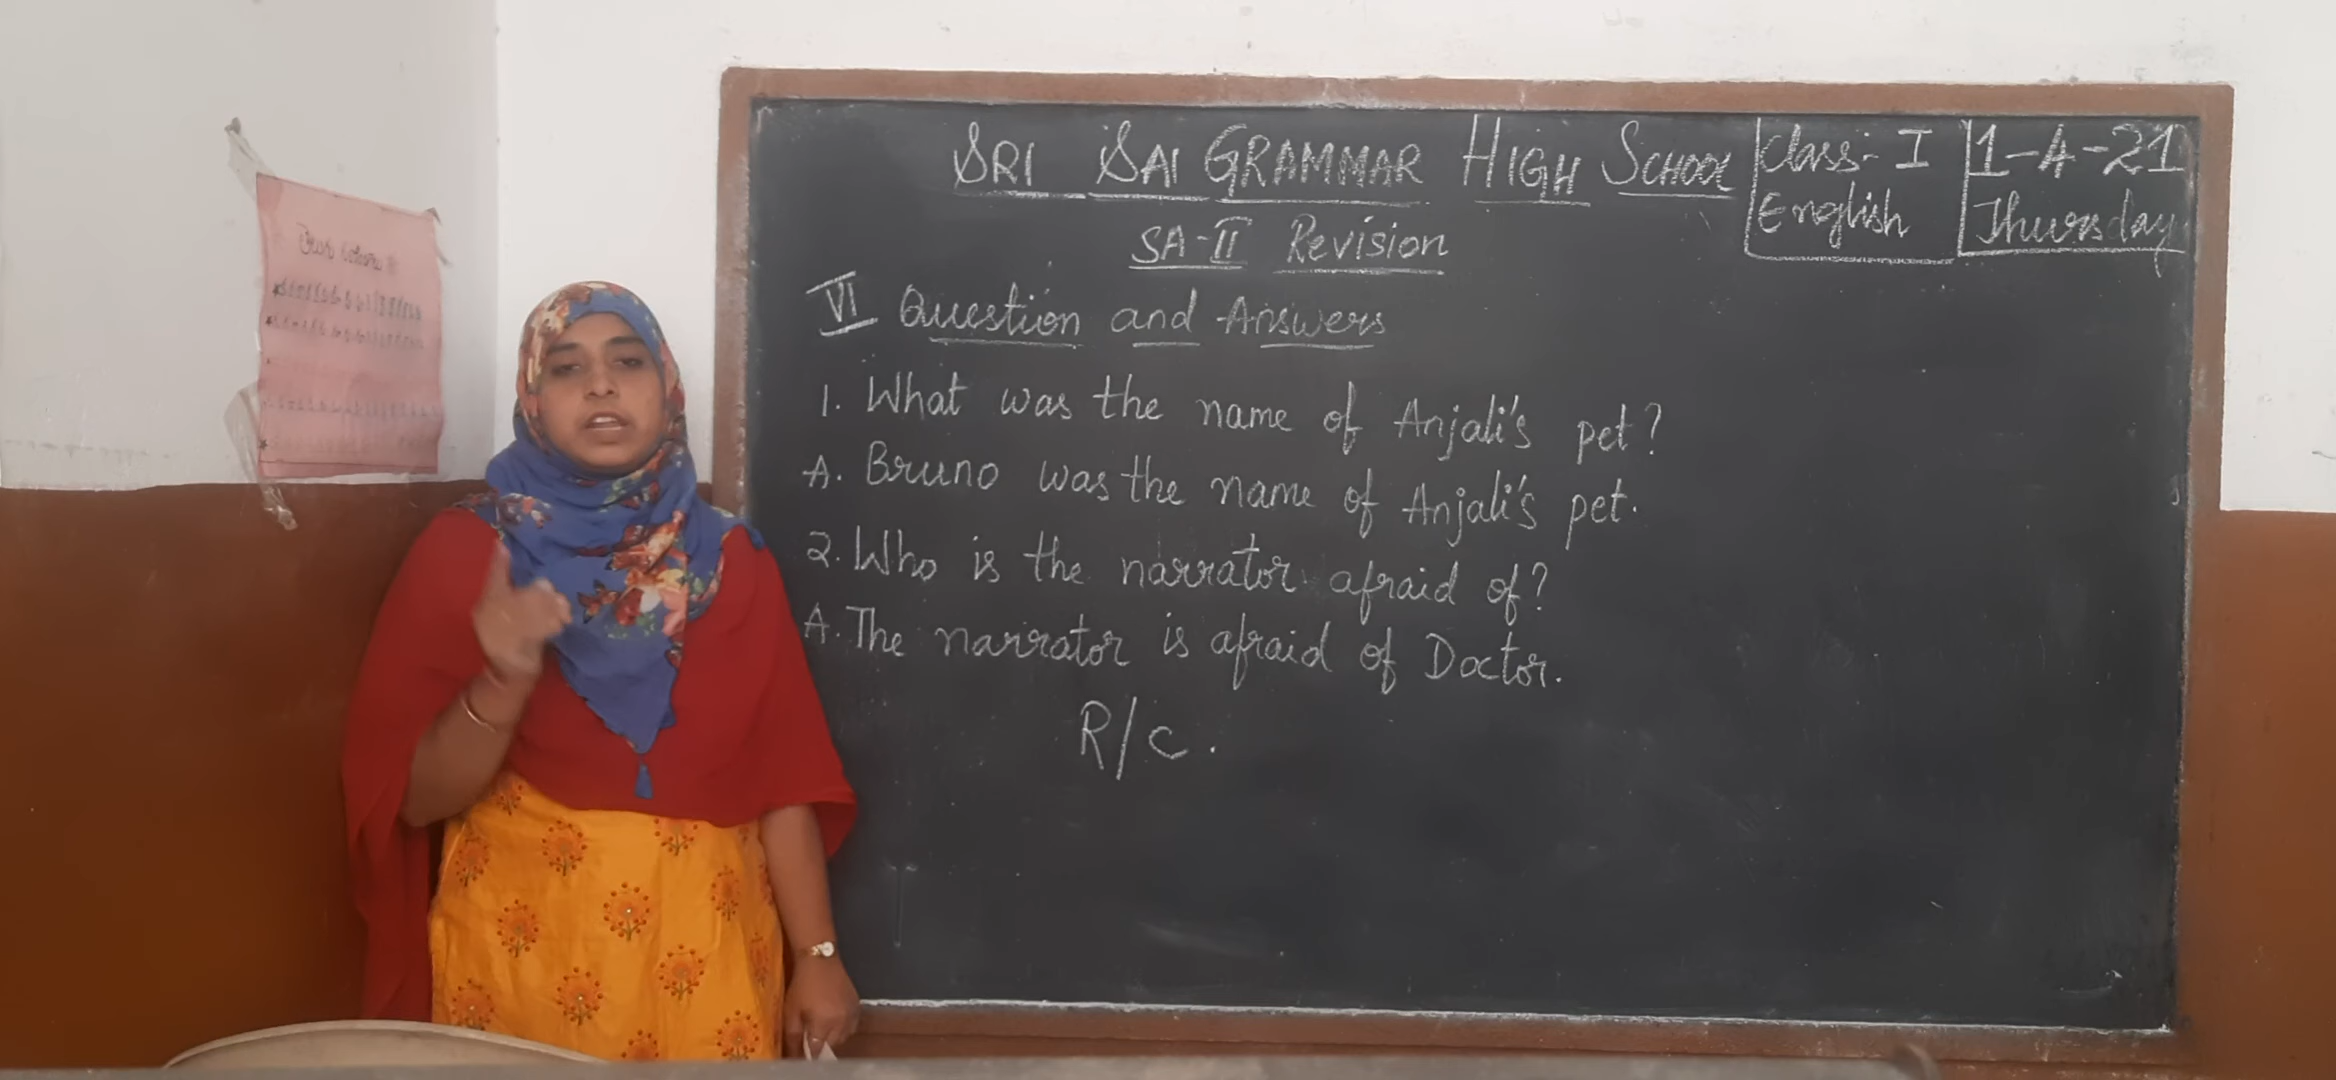 SRI SAI GRAMMAR HIGH SCHOOL
Class:- I
English
1-4-21
Thursday
SA-II Revision
VI Question and Answers
1. What was the name of Anjali's pet?
A. Bruno was the name of Anjali's pet.
2. Who is the narrator afraid of?
A. The narrator is afraid of Doctor.
R/c.